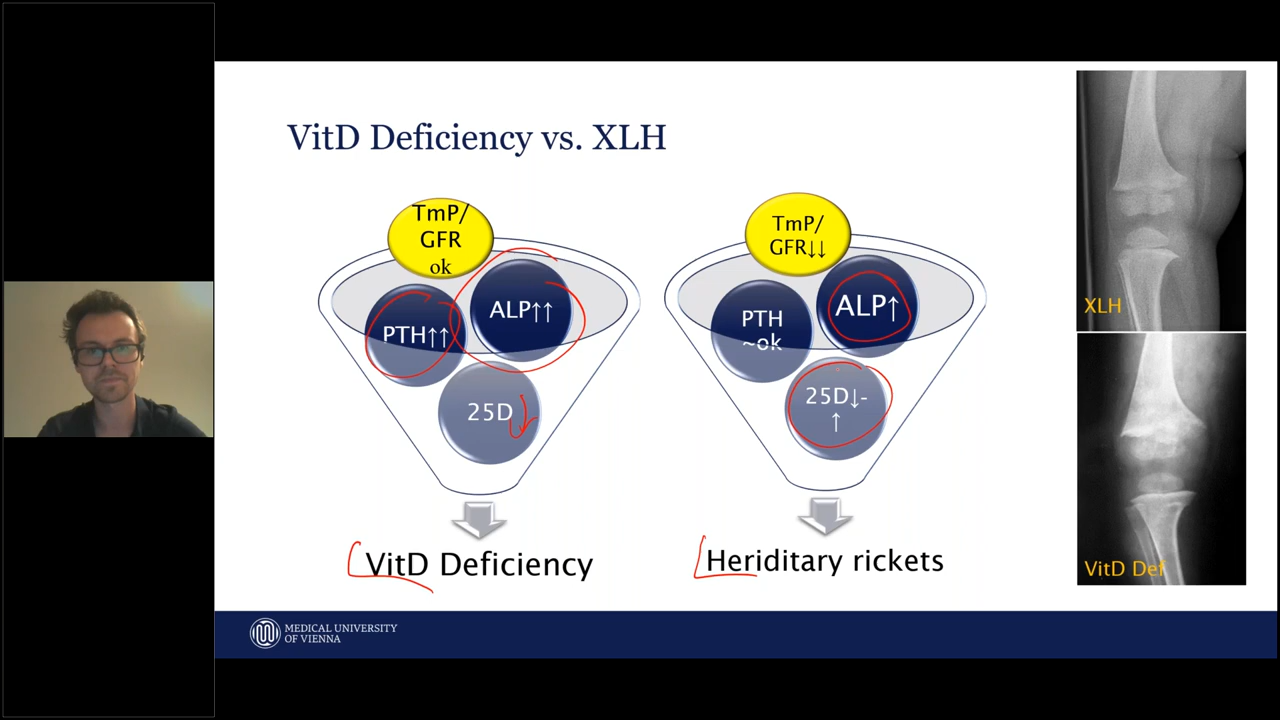 VitD Deficiency vs. XLH
TmP/
GFR
ok
PTH↑↑
ALP↑↑
25D
VitD Deficiency
TmP/
GFR↓↓
PTH
~ok
ALP↑
25D↓-
↑
Heriditary rickets
XLH
VitD Def
MEDICAL UNIVERSITY
OF VIENNA